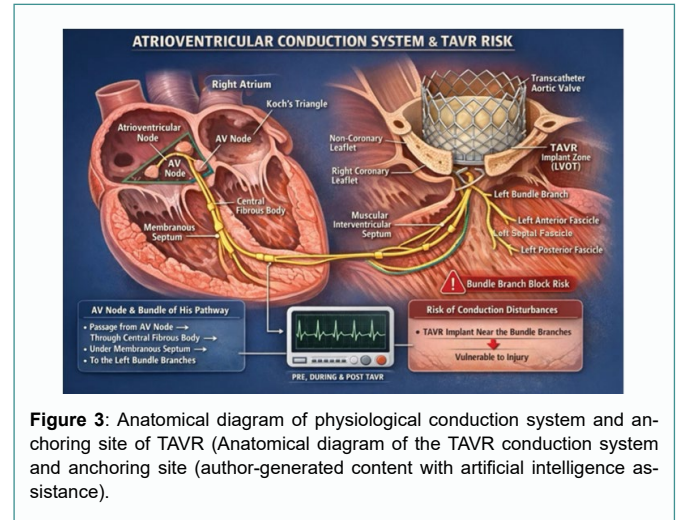 ATRIOVENTRICULAR CONDUCTION SYSTEM & TAVR RISK
Right Atrium
Koch's Triangle
Atrioventricular
Node
AV Node
AV
Node
Central
Fibrous Body
Membranous
Septum
Transcatheter
Aortic Valve
Non-Coronary
Leaflet
TAVR
Implant Zone
(LVOT)
Right Coronary
Leaflet
Left Bundle Branch
Muscular
Interventricular
Septum
Left Anterior Fascicle
Left Septal Fascicle
Left Posterior Fascicle
! Bundle Branch Block Risk
AV Node & Bundle of His Pathway
• Passage from AV Node →
Through Central Fibrous Body →
• Under Membranous Septum →
• To the Left Bundle Branches
PRE, DURING & POST TAVR
Risk of Conduction Disturbances
• TAVR Implant Near the Bundle Branches
Vulnerable to Injury
Figure 3: Anatomical diagram of physiological conduction system and an-
choring site of TAVR (Anatomical diagram of the TAVR conduction system
and anchoring site (author-generated content with artificial intelligence as-
sistance).